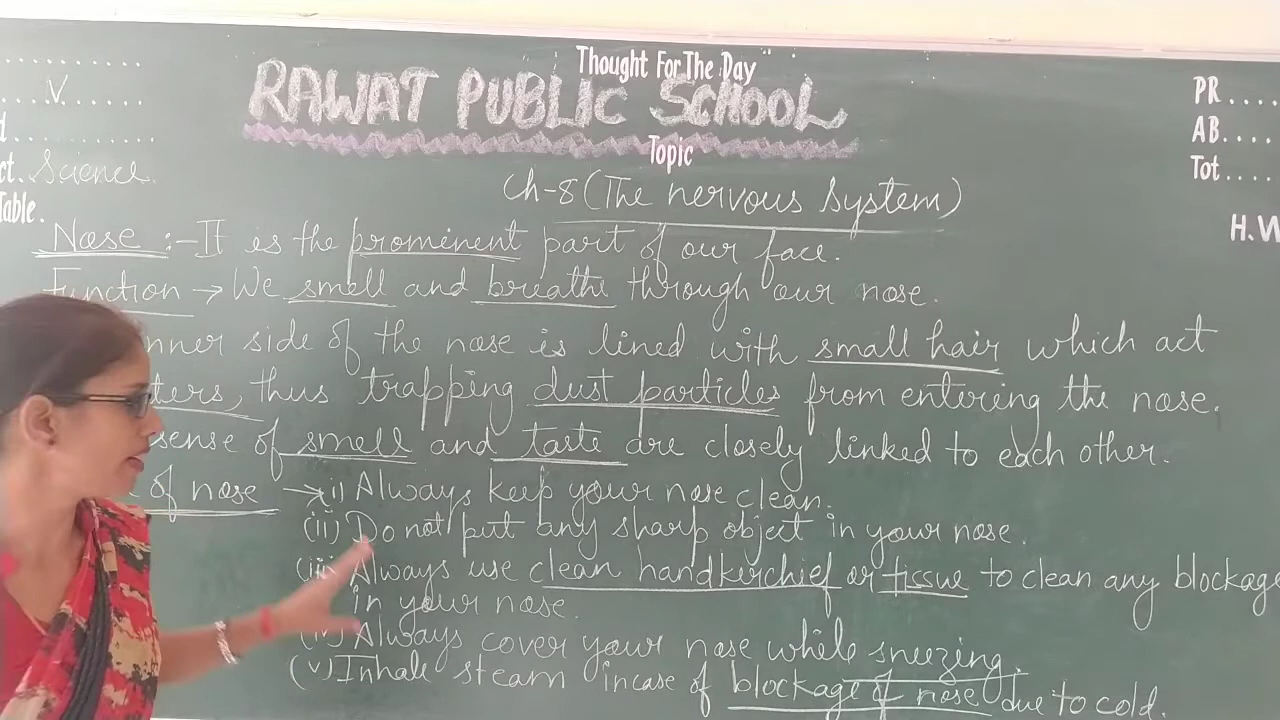 Thought For The Day
RAWAT PUBLIC SCHOOL
V
PR....
AB....
Tot....
ct. Science
Table.
Topic
Ch-8 (The nervous system)
H.W
Nose :- It is the prominent part of our face.
Function → We smell and breathe through our nose.
nner side of the nose is lined with small hair which act
ters, thus trapping dust particles from entering the nose.
sense of smell and taste are closely linked to each other.
of nose → i) Always keep your nose clean.
(ii) Do not put any sharp object in your nose.
(iii) Always use clean handkerchief or tissue to clean any blockage
in your nose.
(iv) Always cover your nose while sneezing.
(v) Inhale steam incase of blockage of nose due to cold.